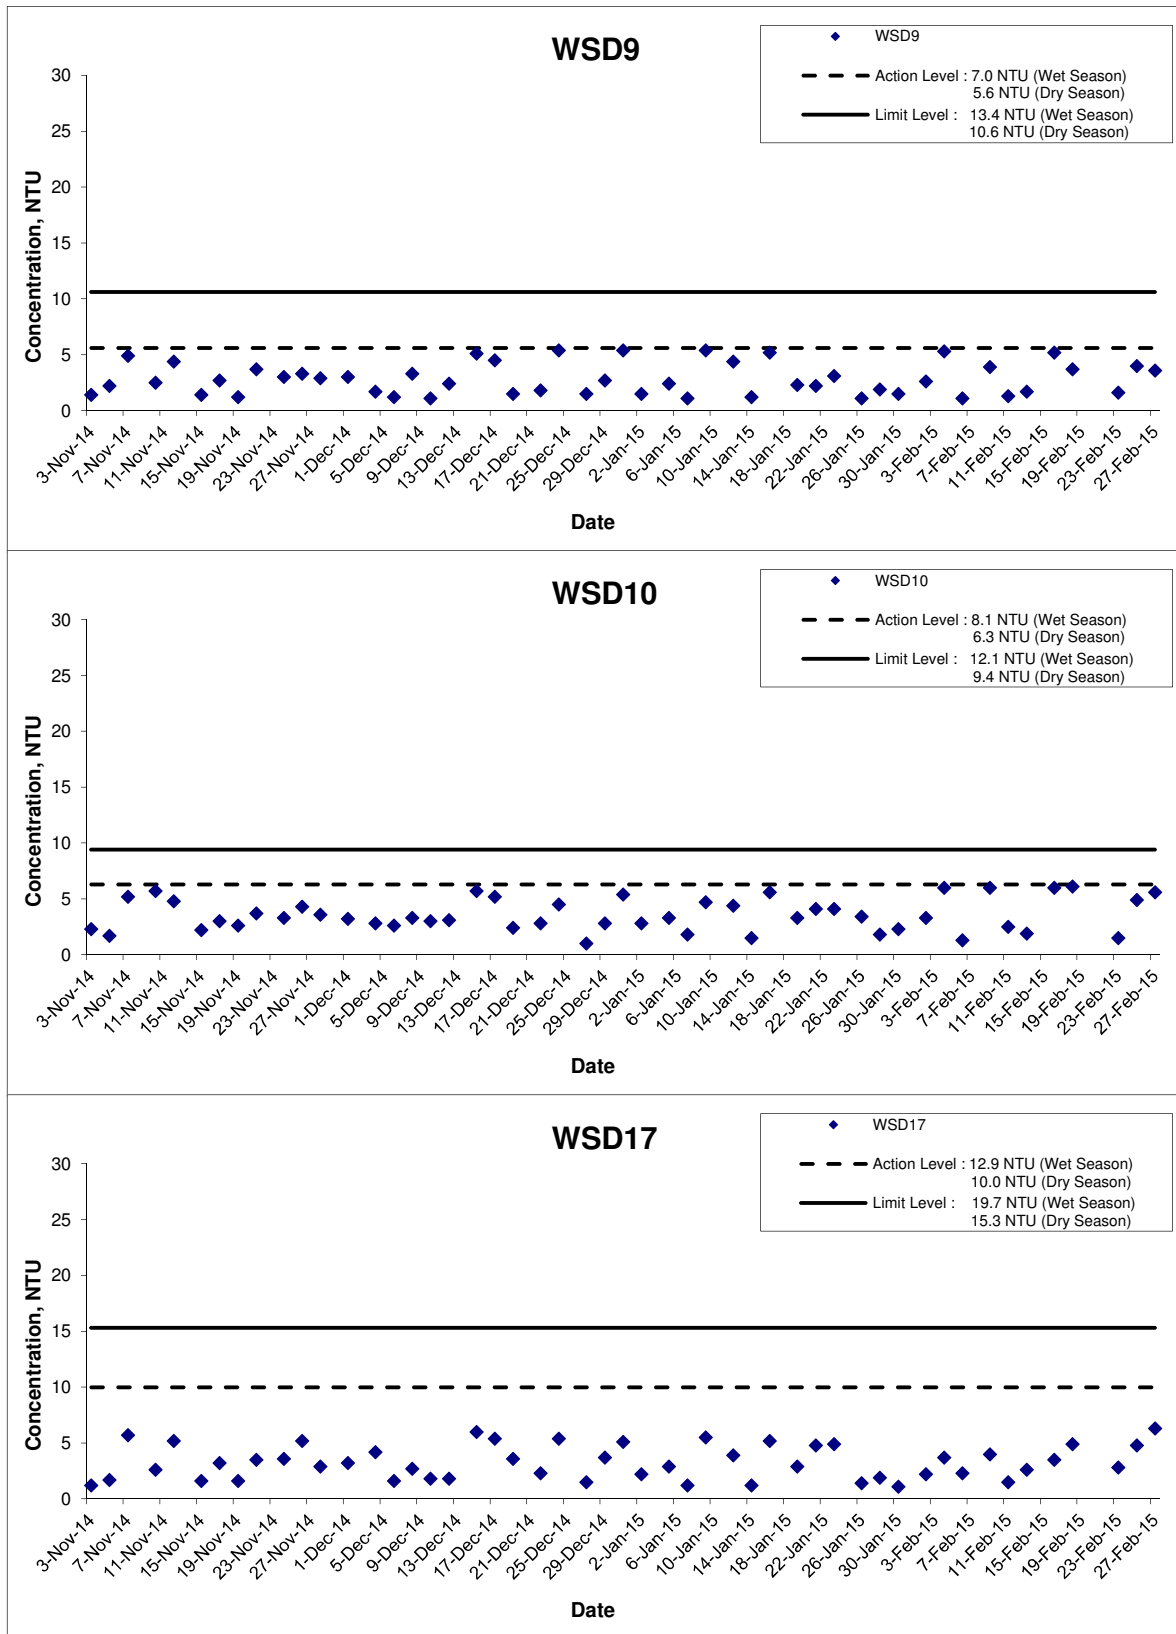 WSD9
WSD9
Action Level : 7.0 NTU (Wet Season)
5.6 NTU (Dry Season)
Limit Level : 13.4 NTU (Wet Season)
10.6 NTU (Dry Season)
Concentration, NTU
30
25
20
15
10
5
0
3-Nov-14
7-Nov-14
11-Nov-14
15-Nov-14
19-Nov-14
23-Nov-14
27-Nov-14
1-Dec-14
5-Dec-14
9-Dec-14
13-Dec-14
17-Dec-14
21-Dec-14
25-Dec-14
29-Dec-14
2-Jan-15
6-Jan-15
10-Jan-15
14-Jan-15
18-Jan-15
22-Jan-15
26-Jan-15
30-Jan-15
3-Feb-15
7-Feb-15
11-Feb-15
15-Feb-15
19-Feb-15
23-Feb-15
27-Feb-15
Date
WSD10
WSD10
Action Level : 8.1 NTU (Wet Season)
6.3 NTU (Dry Season)
Limit Level : 12.1 NTU (Wet Season)
9.4 NTU (Dry Season)
Concentration, NTU
30
25
20
15
10
5
0
3-Nov-14
7-Nov-14
11-Nov-14
15-Nov-14
19-Nov-14
23-Nov-14
27-Nov-14
1-Dec-14
5-Dec-14
9-Dec-14
13-Dec-14
17-Dec-14
21-Dec-14
25-Dec-14
29-Dec-14
2-Jan-15
6-Jan-15
10-Jan-15
14-Jan-15
18-Jan-15
22-Jan-15
26-Jan-15
30-Jan-15
3-Feb-15
7-Feb-15
11-Feb-15
15-Feb-15
19-Feb-15
23-Feb-15
27-Feb-15
Date
WSD17
WSD17
Action Level : 12.9 NTU (Wet Season)
10.0 NTU (Dry Season)
Limit Level : 19.7 NTU (Wet Season)
15.3 NTU (Dry Season)
Concentration, NTU
30
25
20
15
10
5
0
3-Nov-14
7-Nov-14
11-Nov-14
15-Nov-14
19-Nov-14
23-Nov-14
27-Nov-14
1-Dec-14
5-Dec-14
9-Dec-14
13-Dec-14
17-Dec-14
21-Dec-14
25-Dec-14
29-Dec-14
2-Jan-15
6-Jan-15
10-Jan-15
14-Jan-15
18-Jan-15
22-Jan-15
26-Jan-15
30-Jan-15
3-Feb-15
7-Feb-15
11-Feb-15
15-Feb-15
19-Feb-15
23-Feb-15
27-Feb-15
Date